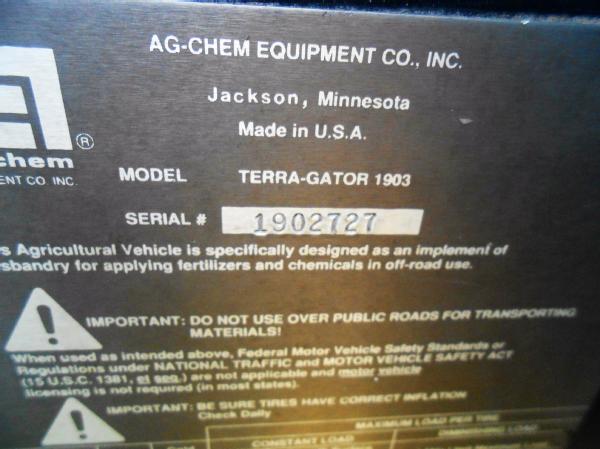 AG-CHEM EQUIPMENT CO., INC.
Jackson, Minnesota
Made in U.S.A.
®
chem
ENT CO. INC.
MODEL TERRA-GATOR 1903
SERIAL # 1902727
s Agricultural Vehicle is specifically designed as an implement of
sbandry for applying fertilizers and chemicals in off-road use.
IMPORTANT: DO NOT USE OVER PUBLIC ROADS FOR TRANSPORTING
MATERIALS!
When used as intended above, Federal Motor Vehicle Safety Standards or
Regulations under NATIONAL TRAFFIC and MOTOR VEHICLE SAFETY ACT
(15 U.S.C. 1381, et seq.) are not applicable and motor vehicle
licensing is not required (in most states).
IMPORTANT: BE SURE TIRES HAVE CORRECT INFLATION
Check Daily
MAXIMUM LOAD PER TIRE
CONSTANT LOAD DIMINISHING LOAD